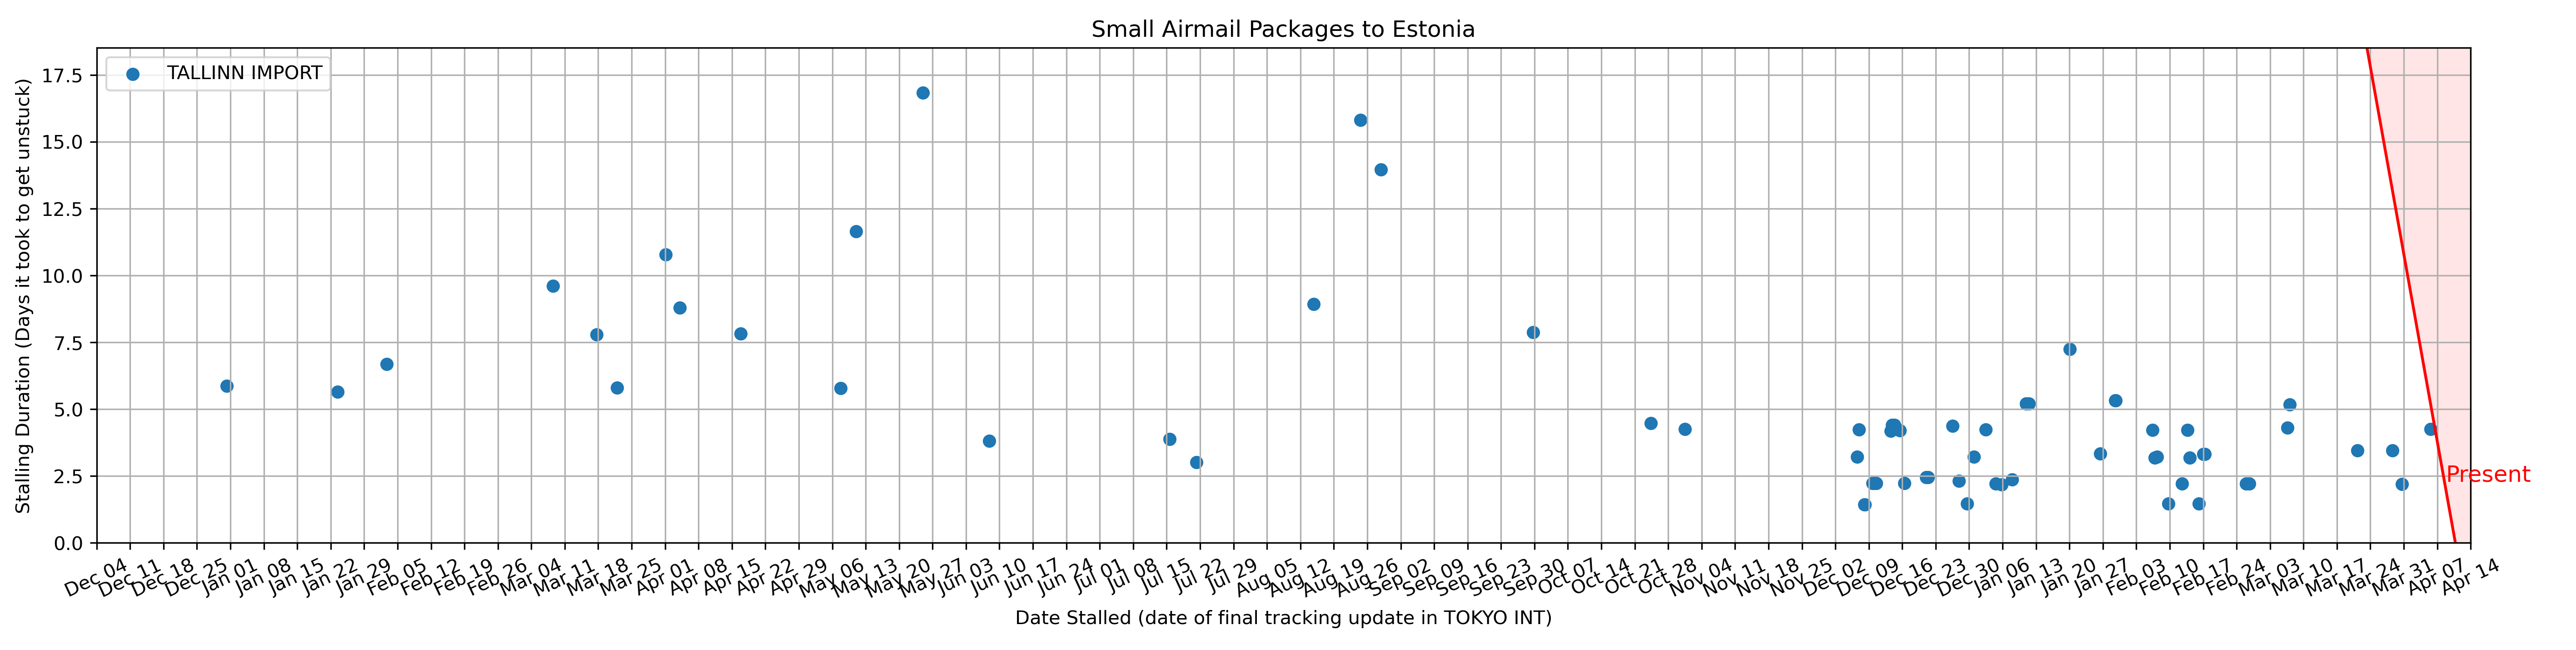 Small Airmail Packages to Estonia
TALLINN IMPORT
Stalling Duration (Days it took to get unstuck)
17.5
15.0
12.5
10.0
7.5
5.0
2.5
0.0
Present
Dec 04 Dec 11 Dec 18 Dec 25 Jan 01 Jan 08 Jan 15 Jan 22 Jan 29 Feb 05 Feb 12 Feb 19 Feb 26 Mar 04 Mar 11 Mar 18 Mar 25 Apr 01 Apr 08 Apr 15 Apr 22 Apr 29 May 06 May 13 May 20 May 27 Jun 03 Jun 10 Jun 17 Jun 24 Jul 01 Jul 08 Jul 15 Jul 22 Jul 29 Aug 05 Aug 12 Aug 19 Aug 26 Sep 02 Sep 09 Sep 16 Sep 23 Sep 30 Oct 07 Oct 14 Oct 21 Oct 28 Nov 04 Nov 11 Nov 18 Nov 25 Dec 02 Dec 09 Dec 16 Dec 23 Dec 30 Jan 06 Jan 13 Jan 20 Jan 27 Feb 03 Feb 10 Feb 17 Feb 24 Mar 03 Mar 10 Mar 17 Mar 24 Mar 31 Apr 07 Apr 14
Date Stalled (date of final tracking update in TOKYO INT)